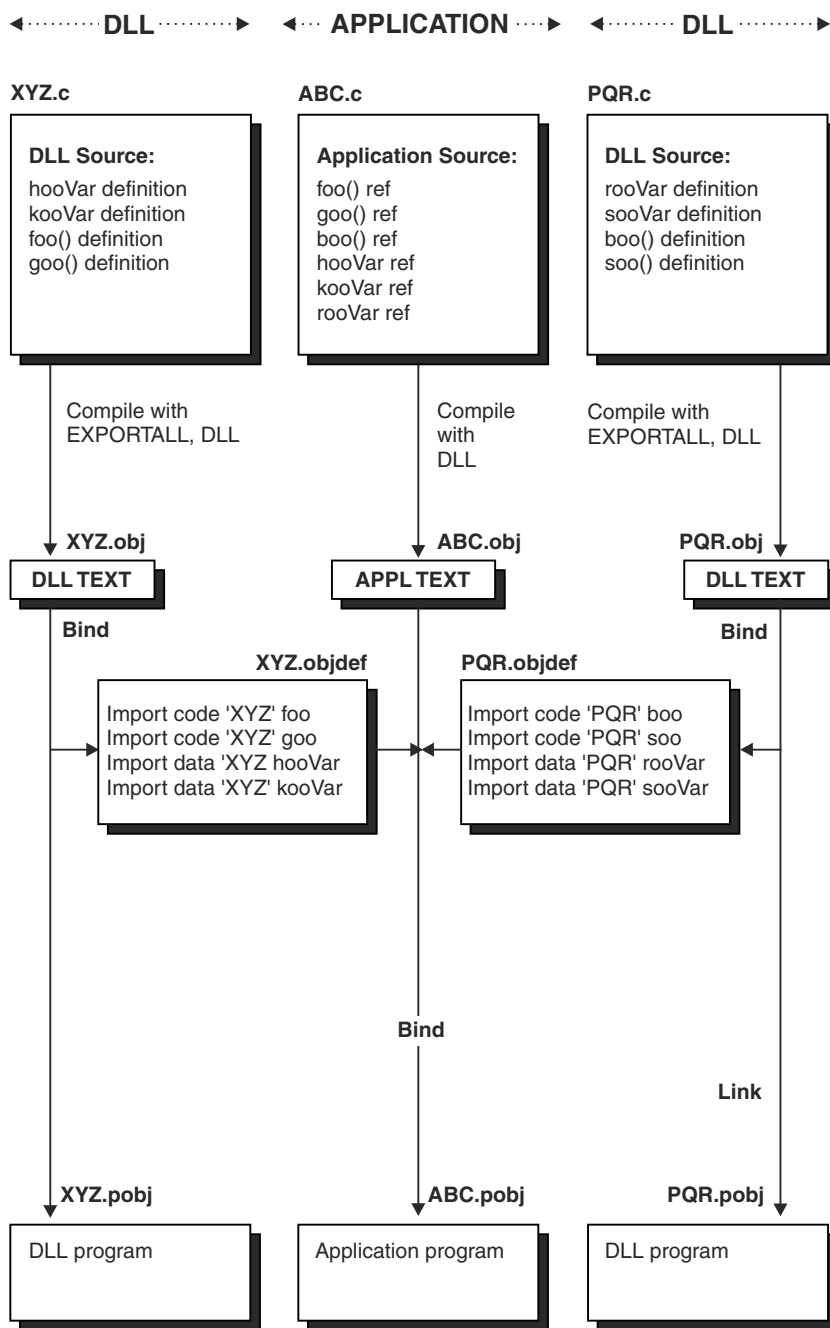 DLL
APPLICATION
DLL
XYZ.c
DLL Source:
hooVar definition
kooVar definition
foo() definition
goo() definition
ABC.c
Application Source:
foo() ref
goo() ref
boo() ref
hooVar ref
kooVar ref
rooVar ref
PQR.c
DLL Source:
rooVar definition
sooVar definition
boo() definition
soo() definition
Compile with
EXPORTALL, DLL
Compile
with
DLL
Compile with
EXPORTALL, DLL
XYZ.obj
DLL TEXT
ABC.obj
APPL TEXT
PQR.obj
DLL TEXT
Bind
Bind
XYZ.objdef
Import code 'XYZ' foo
Import code 'XYZ' goo
Import data 'XYZ hooVar
Import data 'XYZ' kooVar
PQR.objdef
Import code 'PQR' boo
Import code 'PQR' soo
Import data 'PQR' rooVar
Import data 'PQR' sooVar
Bind
Link
XYZ.pobj
DLL program
ABC.pobj
Application program
PQR.pobj
DLL program